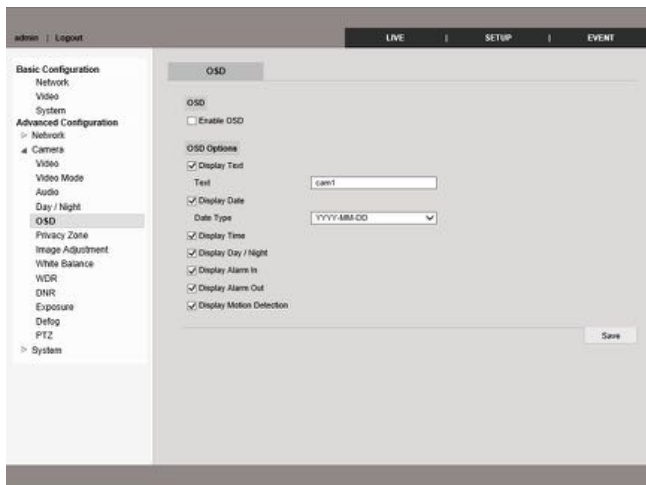 admin | Logout
LIVE | SETUP | EVENT
Basic Configuration
Network
Video
System
Advanced Configuration
Network
Camera
Video
Video Mode
Audio
Day / Night
OSD
Privacy Zone
Image Adjustment
White Balance
WDR
DNR
Exposure
Defog
PTZ
System
OSD
OSD
Enable OSD
OSD Options
Display Text
Text cam1
Display Date
Date Type YYYY-MM-DD
Display Time
Display Day / Night
Display Alarm In
Display Alarm Out
Display Motion Detection
Save